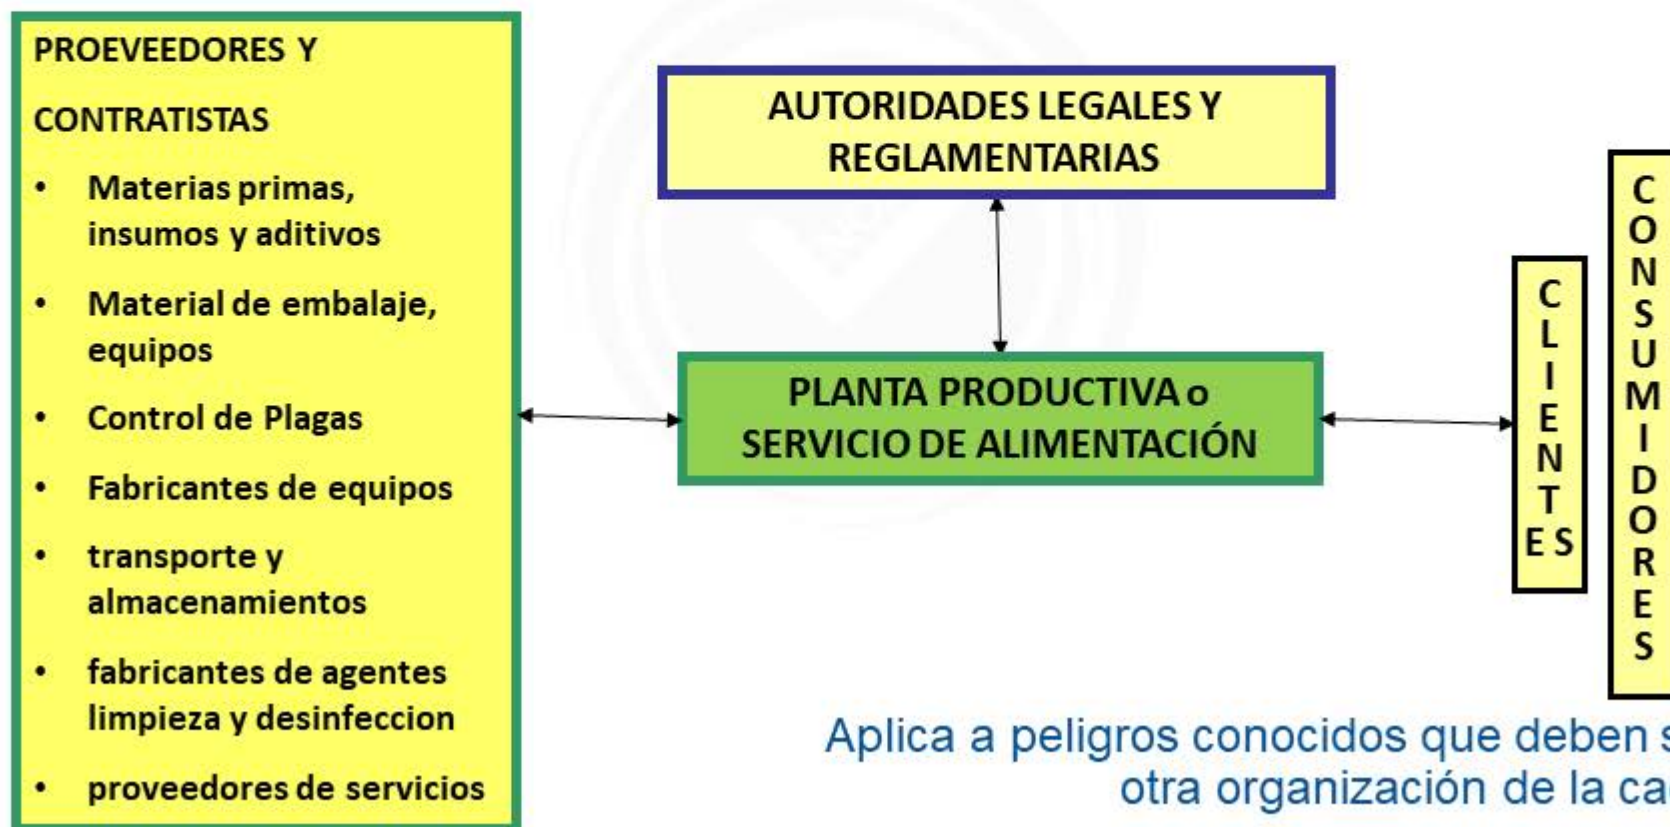 PROEVEEDORES Y
CONTRATISTAS
• Materias primas,
insumos y aditivos
• Material de embalaje,
equipos
• Control de Plagas
• Fabricantes de equipos
• transporte y
almacenamientos
• fabricantes de agentes
limpieza y desinfeccion
• proveedores de servicios
AUTORIDADES LEGALES Y
REGLAMENTARIAS
PLANTA PRODUCTIVA o
SERVICIO DE ALIMENTACIÓN
CLIENTES
CONSUMIDORES
Aplica a peligros conocidos que deben
otra organización de la